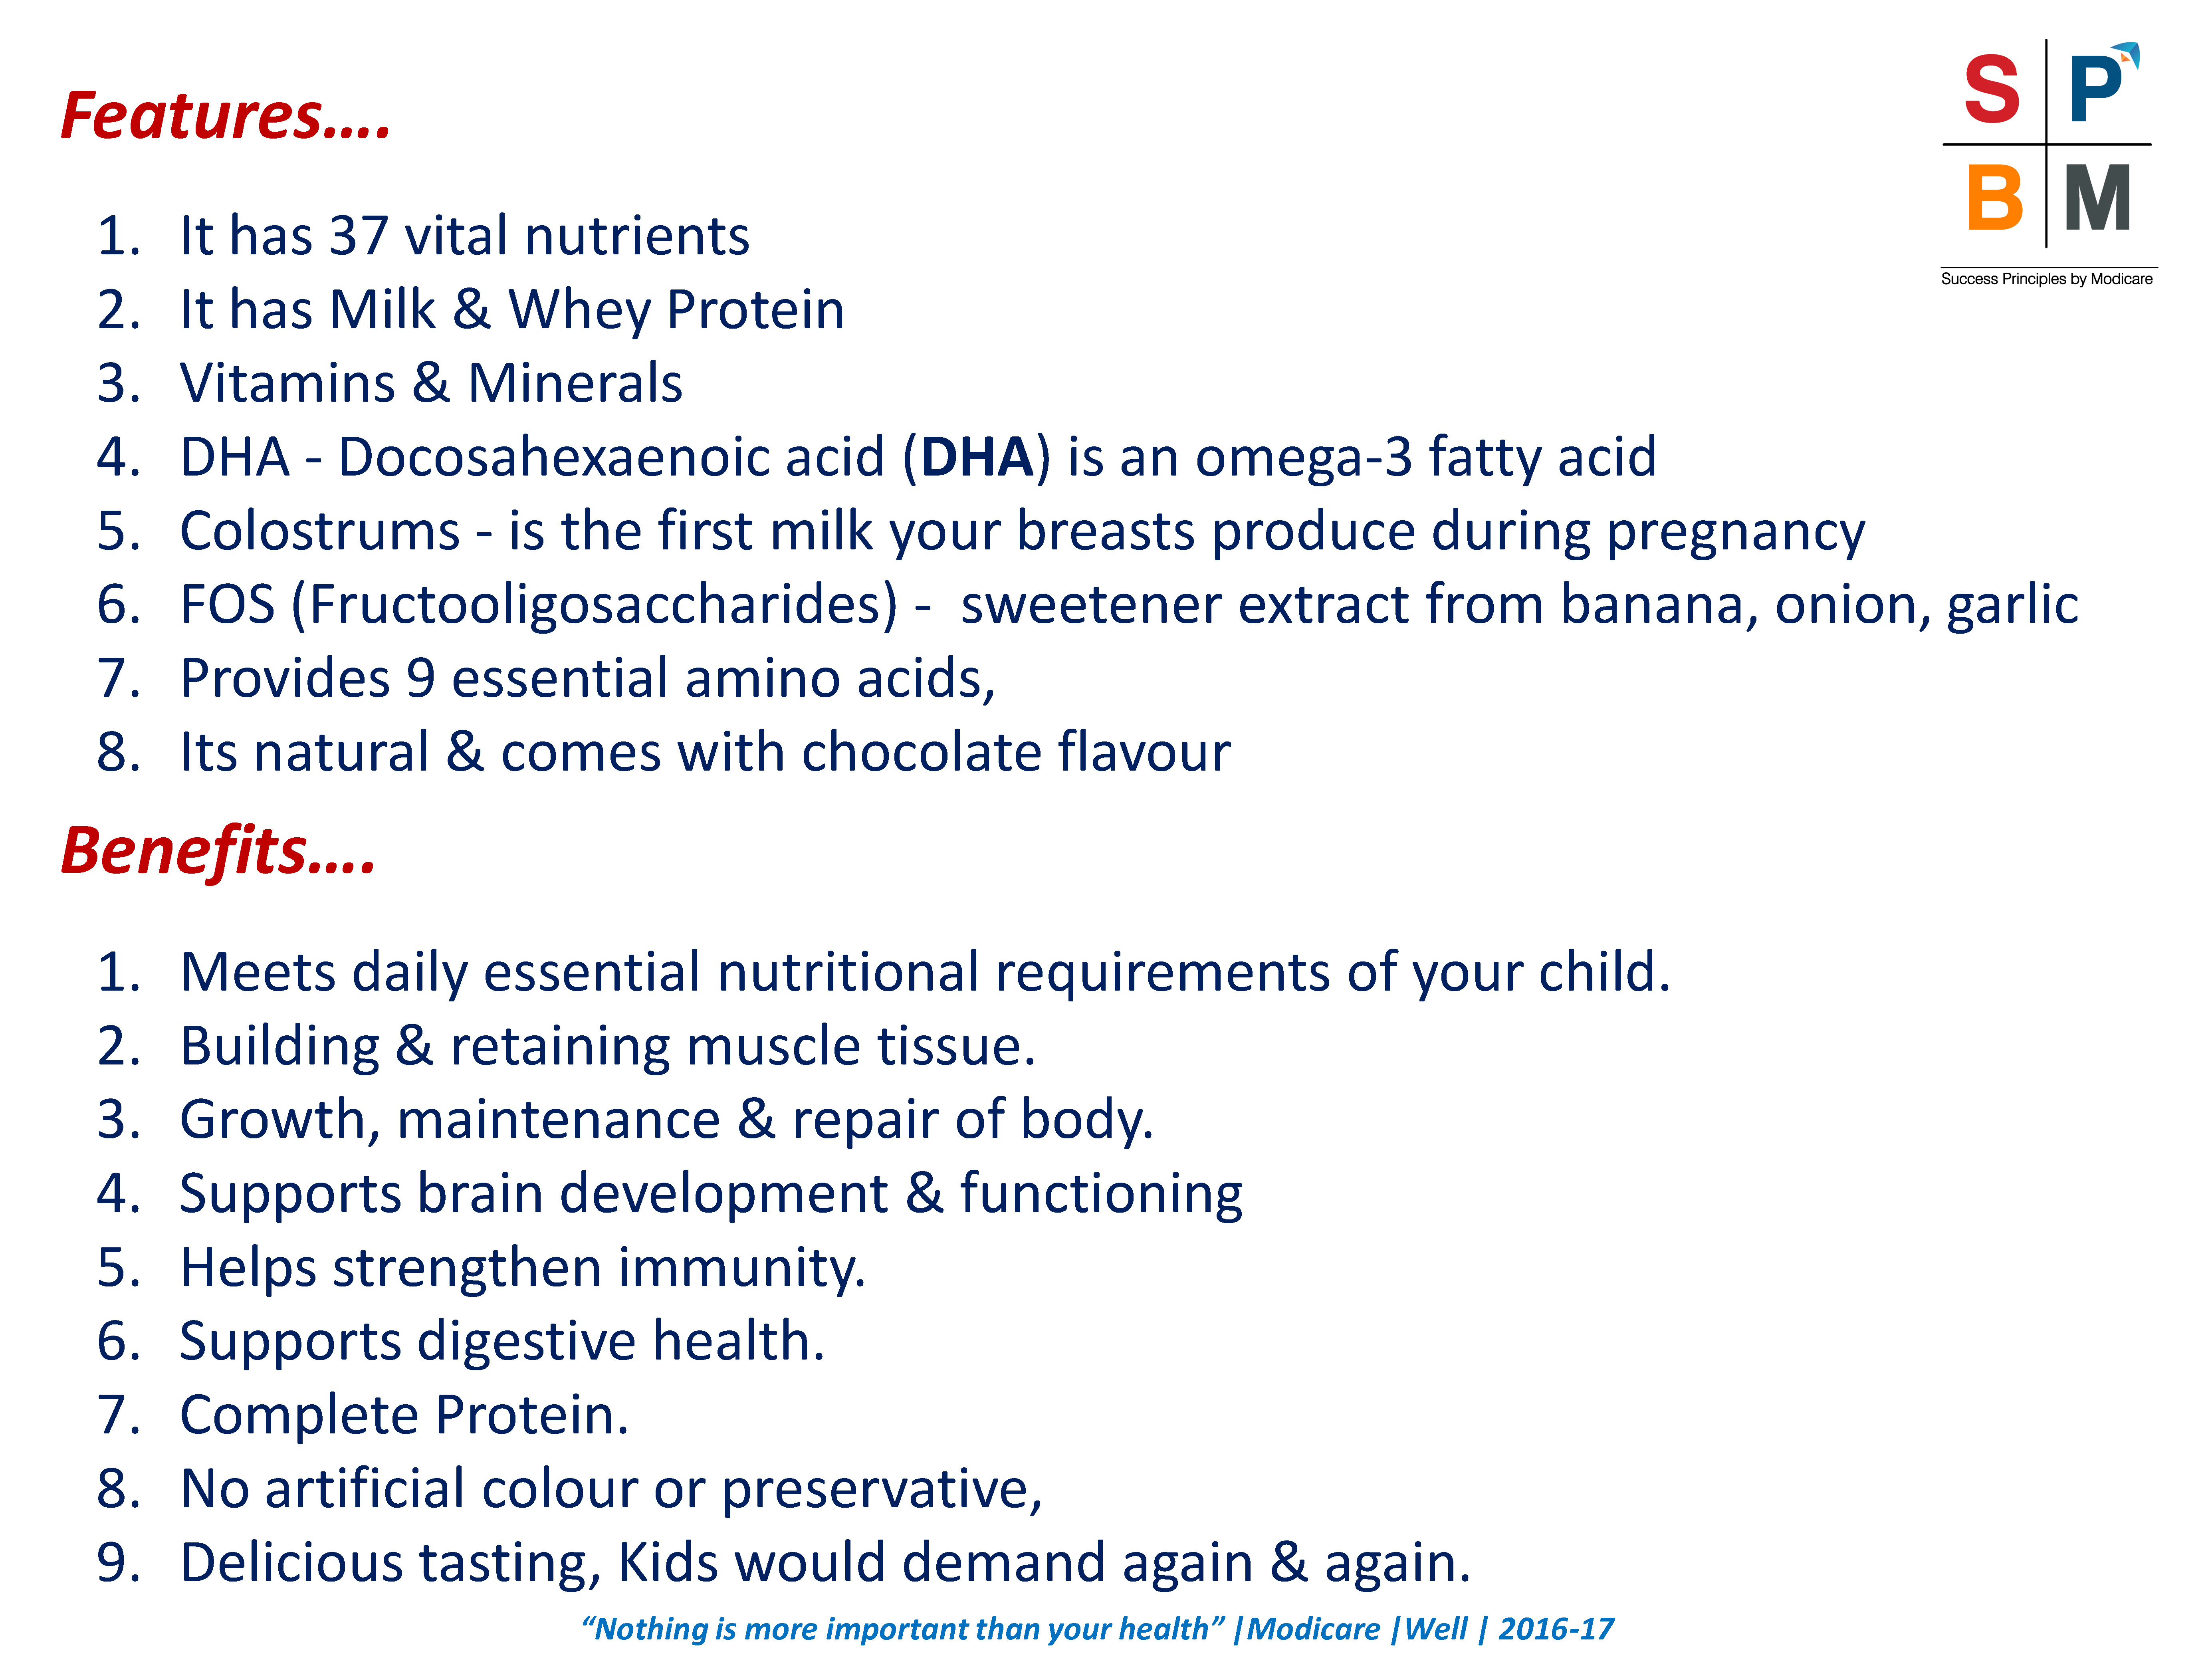 Features....
S P
B M
Success Principles by Modicare
1. It has 37 vital nutrients
2. It has Milk & Whey Protein
3. Vitamins & Minerals
4. DHA - Docosahexaenoic acid (DHA) is an omega-3 fatty acid
5. Colostrums - is the first milk your breasts produce during pregnancy
6. FOS (Fructooligosaccharides) - sweetener extract from banana, onion, garlic
7. Provides 9 essential amino acids,
8. Its natural & comes with chocolate flavour
Benefits....
1. Meets daily essential nutritional requirements of your child.
2. Building & retaining muscle tissue.
3. Growth, maintenance & repair of body.
4. Supports brain development & functioning
5. Helps strengthen immunity.
6. Supports digestive health.
7. Complete Protein.
8. No artificial colour or preservative,
9. Delicious tasting, Kids would demand again & again.
“Nothing is more important than your health” |Modicare |Well | 2016-17